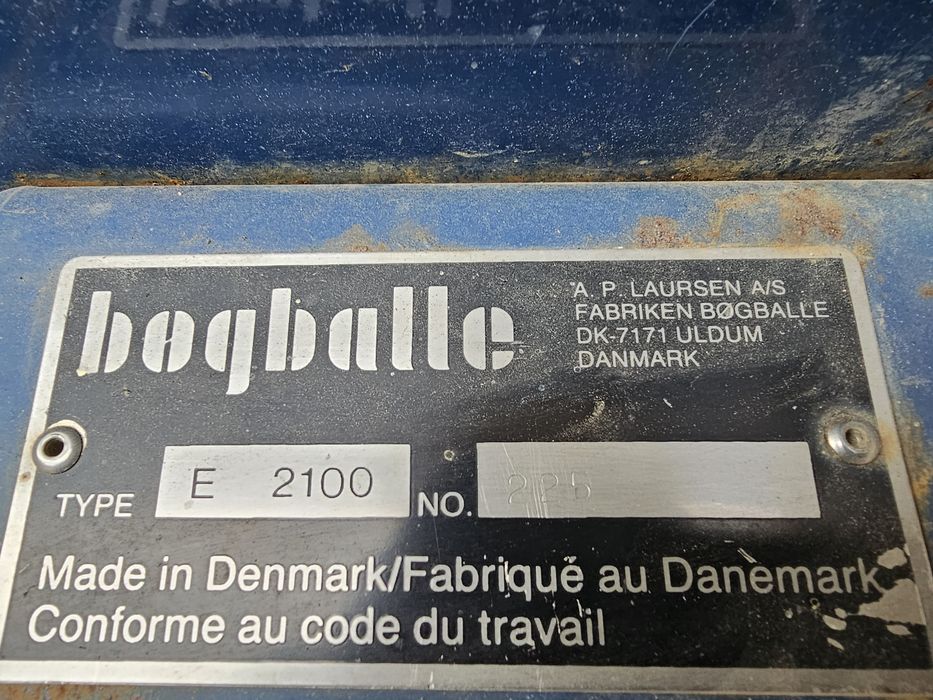 bogballe
A. P. LAURSEN A/S
FABRIKEN BØGBALLE
DK-7171 ULDUM
DANMARK
TYPE E 2100 NO. 225
Made in Denmark/Fabriqué au Danemark
Conforme au code du travail